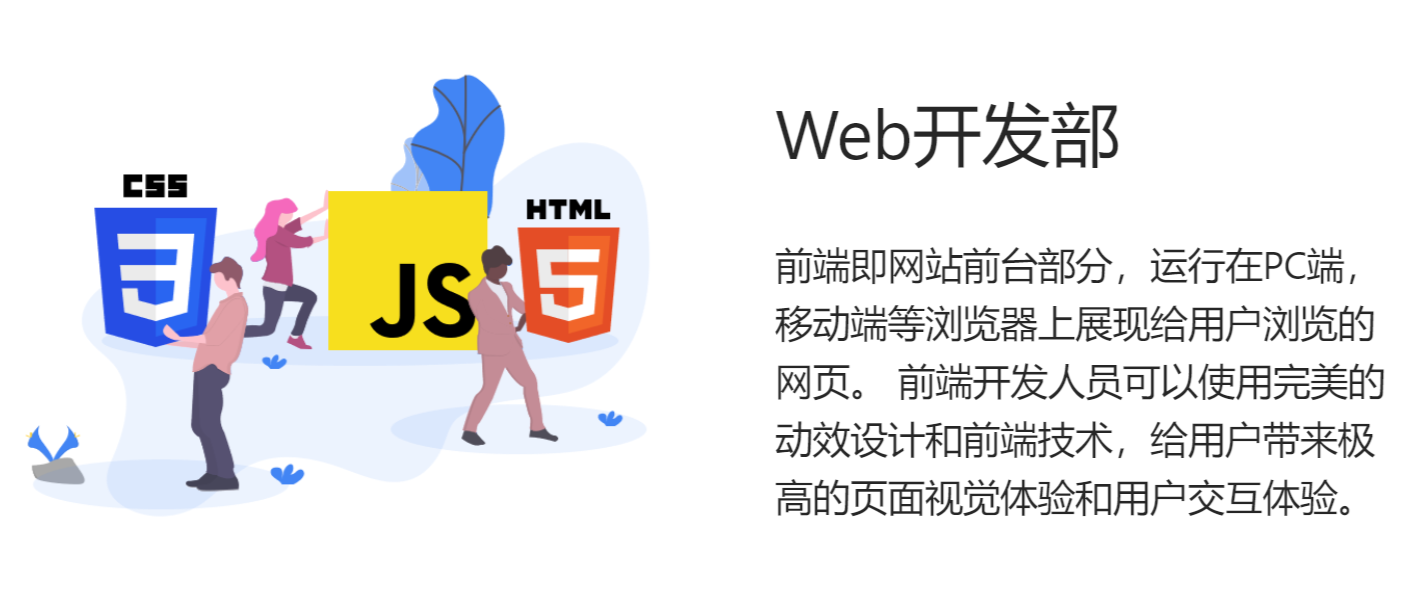 CSS
3
JS
HTML
5
Web开发部
前端即网站前台部分，运行在PC端，
移动端等浏览器上展现给用户浏览的
网页。 前端开发人员可以使用完美的
动效设计和前端技术，给用户带来极
高的页面视觉体验和用户交互体验。